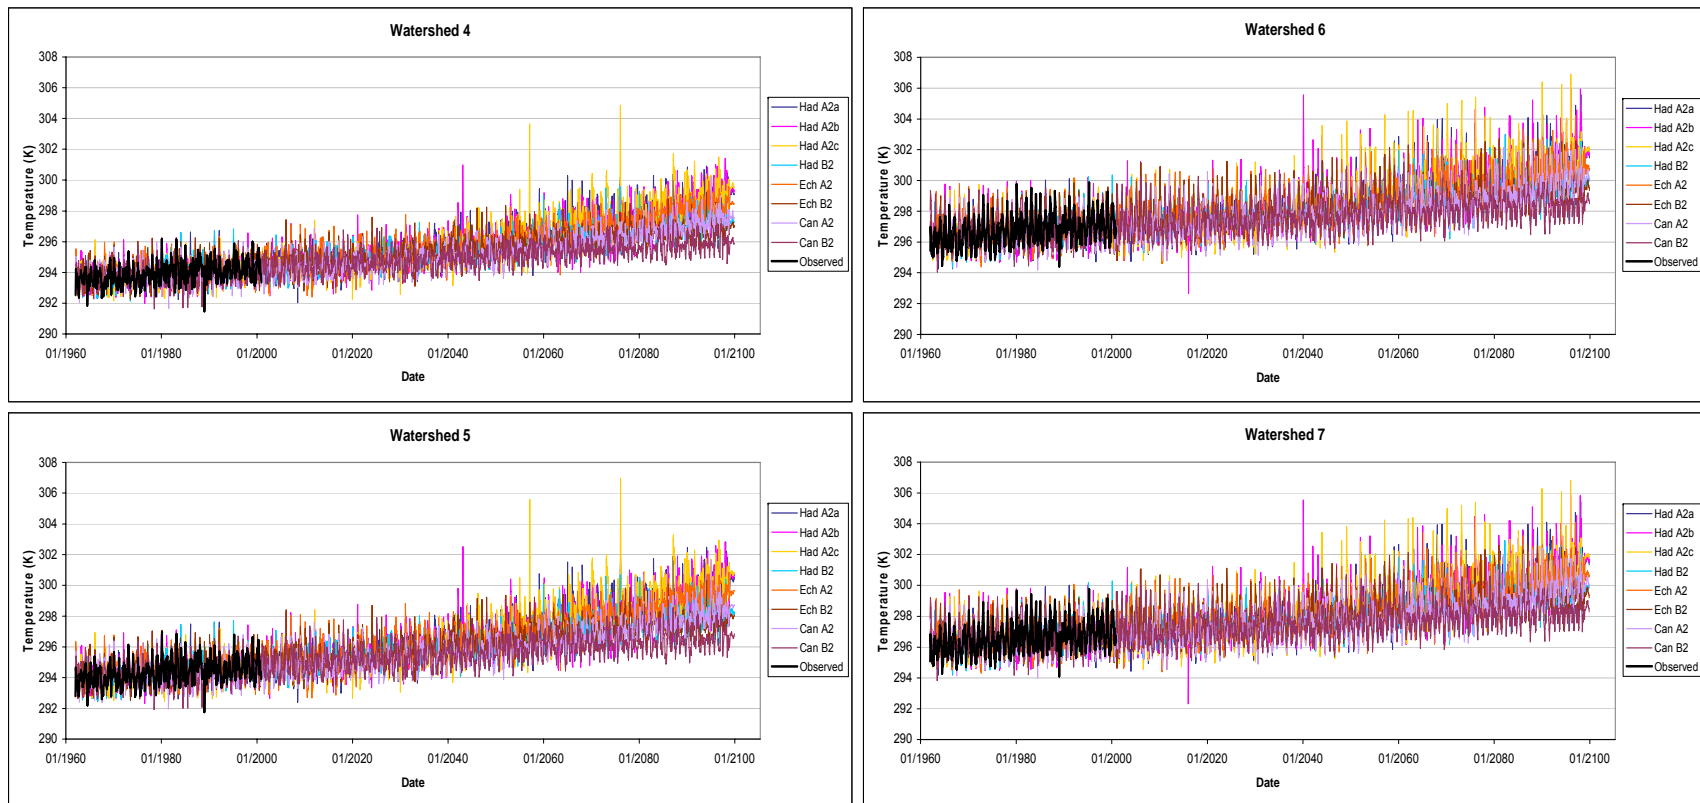 Watershed 4
308
306
304
302
300
298
296
294
292
290
Temperature (K)
01/1960 01/1980 01/2000 01/2020 01/2040 01/2060 01/2080 01/2100
Date
Had A2a
Had A2b
Had A2c
Had B2
Ech A2
Ech B2
Can A2
Can B2
Observed
Watershed 6
308
306
304
302
300
298
296
294
292
290
Temperature (K)
01/1960 01/1980 01/2000 01/2020 01/2040 01/2060 01/2080 01/2100
Date
Had A2a
Had A2b
Had A2c
Had B2
Ech A2
Ech B2
Can A2
Can B2
Observed
Watershed 5
308
306
304
302
300
298
296
294
292
290
Temperature (K)
01/1960 01/1980 01/2000 01/2020 01/2040 01/2060 01/2080 01/2100
Date
Had A2a
Had A2b
Had A2c
Had B2
Ech A2
Ech B2
Can A2
Can B2
Observed
Watershed 7
308
306
304
302
300
298
296
294
292
290
Temperature (K)
01/1960 01/1980 01/2000 01/2020 01/2040 01/2060 01/2080 01/2100
Date
Had A2a
Had A2b
Had A2c
Had B2
Ech A2
Ech B2
Can A2
Can B2
Observed